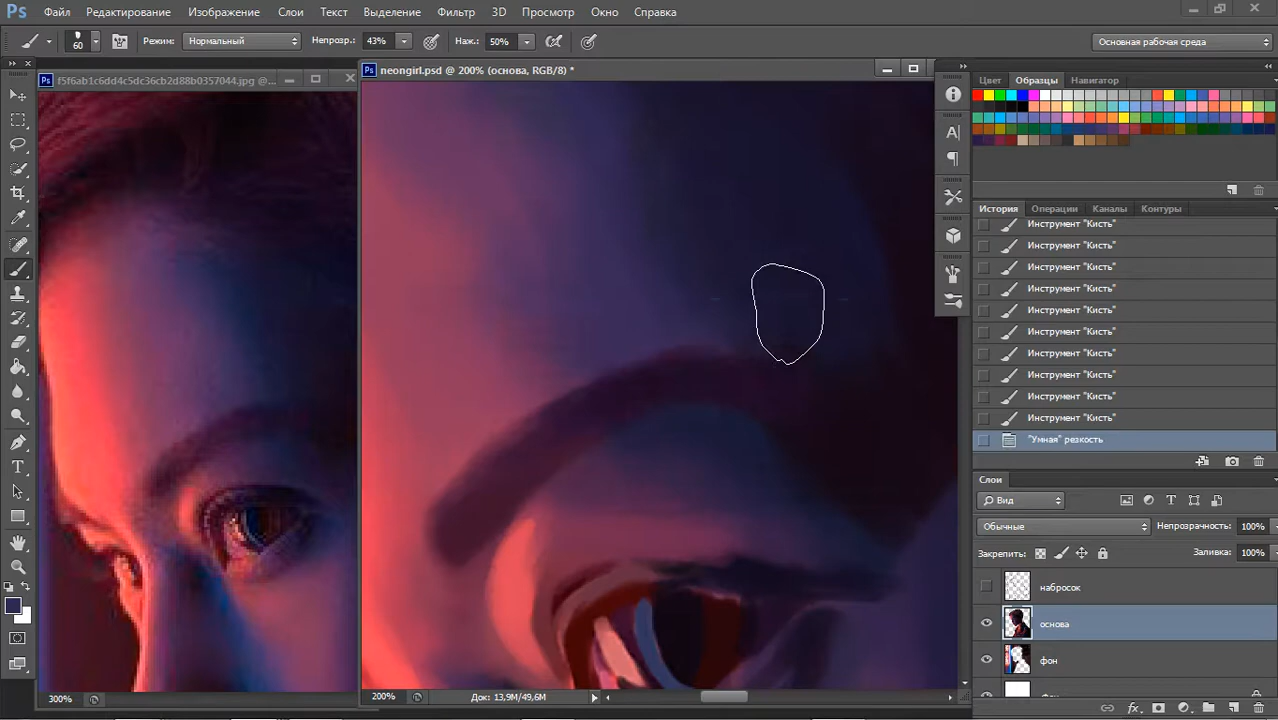 Ps Файл Редактирование Изображение Слои Текст Выделение Фильтр 3D Просмотр Окно Справка
60 Режим: Нормальный Непрозр.: 43% Наж.: 50% Основная рабочая среда
Ps f5f6ab1c6dd4c5dc36cb2d88b0357044.jpg @...
Ps neongirl.psd @ 200% (основа, RGB/8) *
Цвет Образцы Навигатор
История Операции Каналы Контуры
Инструмент "Кисть"
Инструмент "Кисть"
Инструмент "Кисть"
Инструмент "Кисть"
Инструмент "Кисть"
Инструмент "Кисть"
Инструмент "Кисть"
Инструмент "Кисть"
Инструмент "Кисть"
Инструмент "Кисть"
"Умная" резкость
Слои
Вид
Обычные Непрозрачность: 100%
Закрепить: Заливка: 100%
набросок
основа
фон
300%
200% Док: 13,9M/49,6M